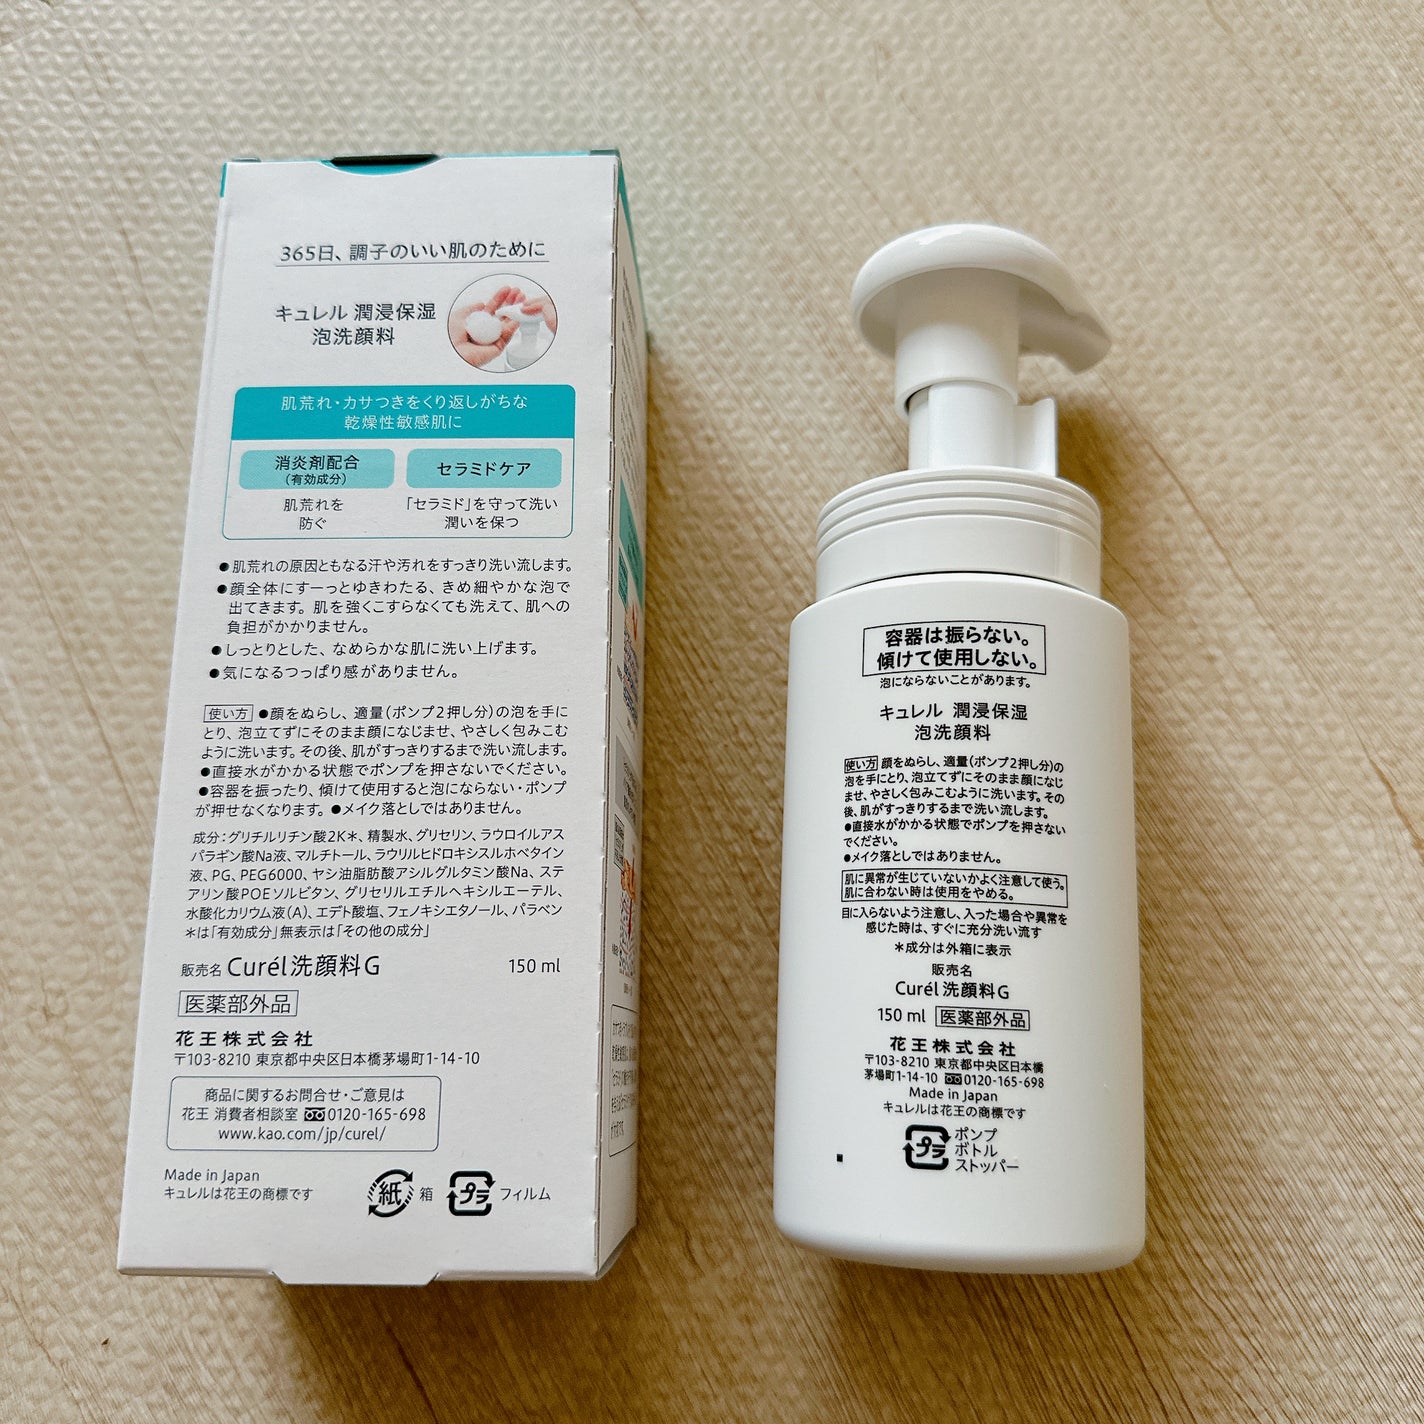 365日、調子のいい肌のために
キュレル 潤浸保湿
泡洗顔料
肌荒れ・カサつきをくり返しがちな
乾燥性敏感肌に
消炎剤配合
(有効成分)
肌荒れを
防ぐ
セラミドケア
「セラミド」を守って洗い
潤いを保つ
●肌荒れの原因ともなる汗や汚れをすっきり洗い流します。
●顔全体にすーっとゆきわたる、きめ細やかな泡で
出てきます。肌を強くこすらなくても洗えて、肌への
負担がかかりません。
●しっとりとした、なめらかな肌に洗い上げます。
●気になるつっぱり感がありません。
使い方 ●顔をぬらし、適量(ポンプ2押し分)の泡を手に
とり、泡立てずにそのまま顔になじませ、やさしく包みこむ
ように洗います。その後、肌がすっきりするまで洗い流します。
●直接水がかかる状態でポンプを押さないでください。
●容器を振ったり、傾けて使用すると泡にならない・ポンプ
が押せなくなります。●メイク落としではありません。
成分:グリチルリチン酸2K*、精製水、グリセリン、ラウロイルアス
パラギン酸Na液、マルチトール、ラウリルヒドロキシスルホベタイン
液、PG、PEG6000、ヤシ油脂肪酸アシルグルタミン酸Na、ステ
アリン酸POEソルビタン、グリセリルエチルヘキシルエーテル、
水酸化カリウム液(A)、エデト酸塩、フェノキシエタノール、パラベン
*は「有効成分」無表示は「その他の成分」
販売名 Curél洗顔料G 150 ml
医薬部外品
花王株式会社
〒103-8210 東京都中央区日本橋茅場町1-14-10
商品に関するお問合せ・ご意見は
花王 消費者相談室 0120-165-698
www.kao.com/jp/curel/
Made in Japan
キュレルは花王の商標です
紙 箱 プラ フィルム
容器は振らない。
傾けて使用しない。
泡にならないことがあります。
キュレル 潤浸保湿
泡洗顔料
使い方 顔をぬらし、適量(ポンプ2押し分)の
泡を手にとり、泡立てずにそのまま顔になじ
ませ、やさしく包みこむように洗います。その
後、肌がすっきりするまで洗い流します。
●直接水がかかる状態でポンプを押さない
でください。
●メイク落としではありません。
肌に異常が生じていないかよく注意して使う。
肌に合わない時は使用をやめる。
目に入らないよう注意し、入った場合や異常を
感じた時は、すぐに充分洗い流す
*成分は外箱に表示
販売名
Curél 洗顔料G
150 ml 医薬部外品
花王株式会社
〒103-8210 東京都中央区日本橋
茅場町1-14-10 0120-165-698
Made in Japan
キュレルは花王の商標です
プラ ポンプ
ボトル
ストッパー